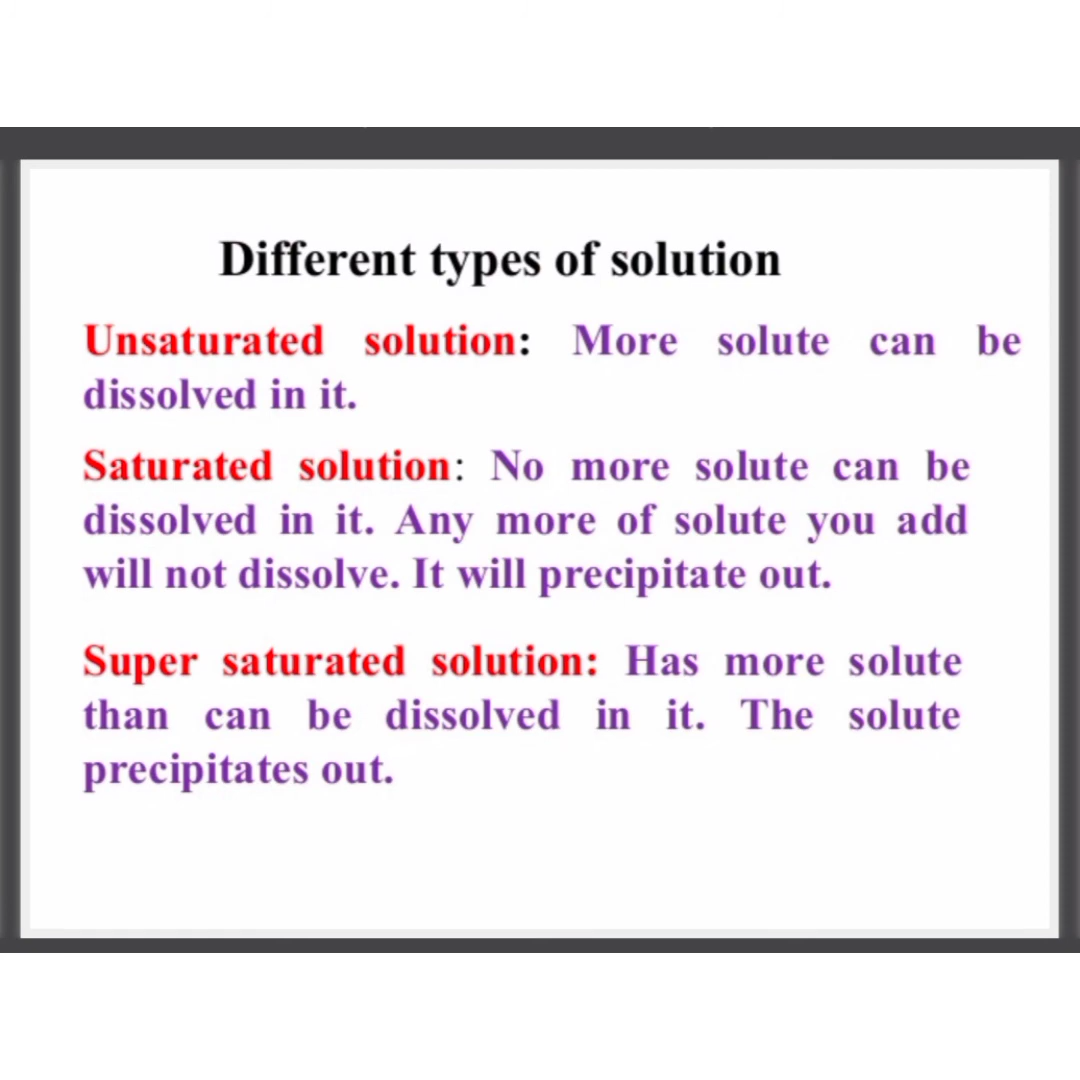 Different types of solution
Unsaturated solution: More solute can be
dissolved in it.
Saturated solution: No more solute can be
dissolved in it. Any more of solute you add
will not dissolve. It will precipitate out.
Super saturated solution: Has more solute
than can be dissolved in it. The solute
precipitates out.